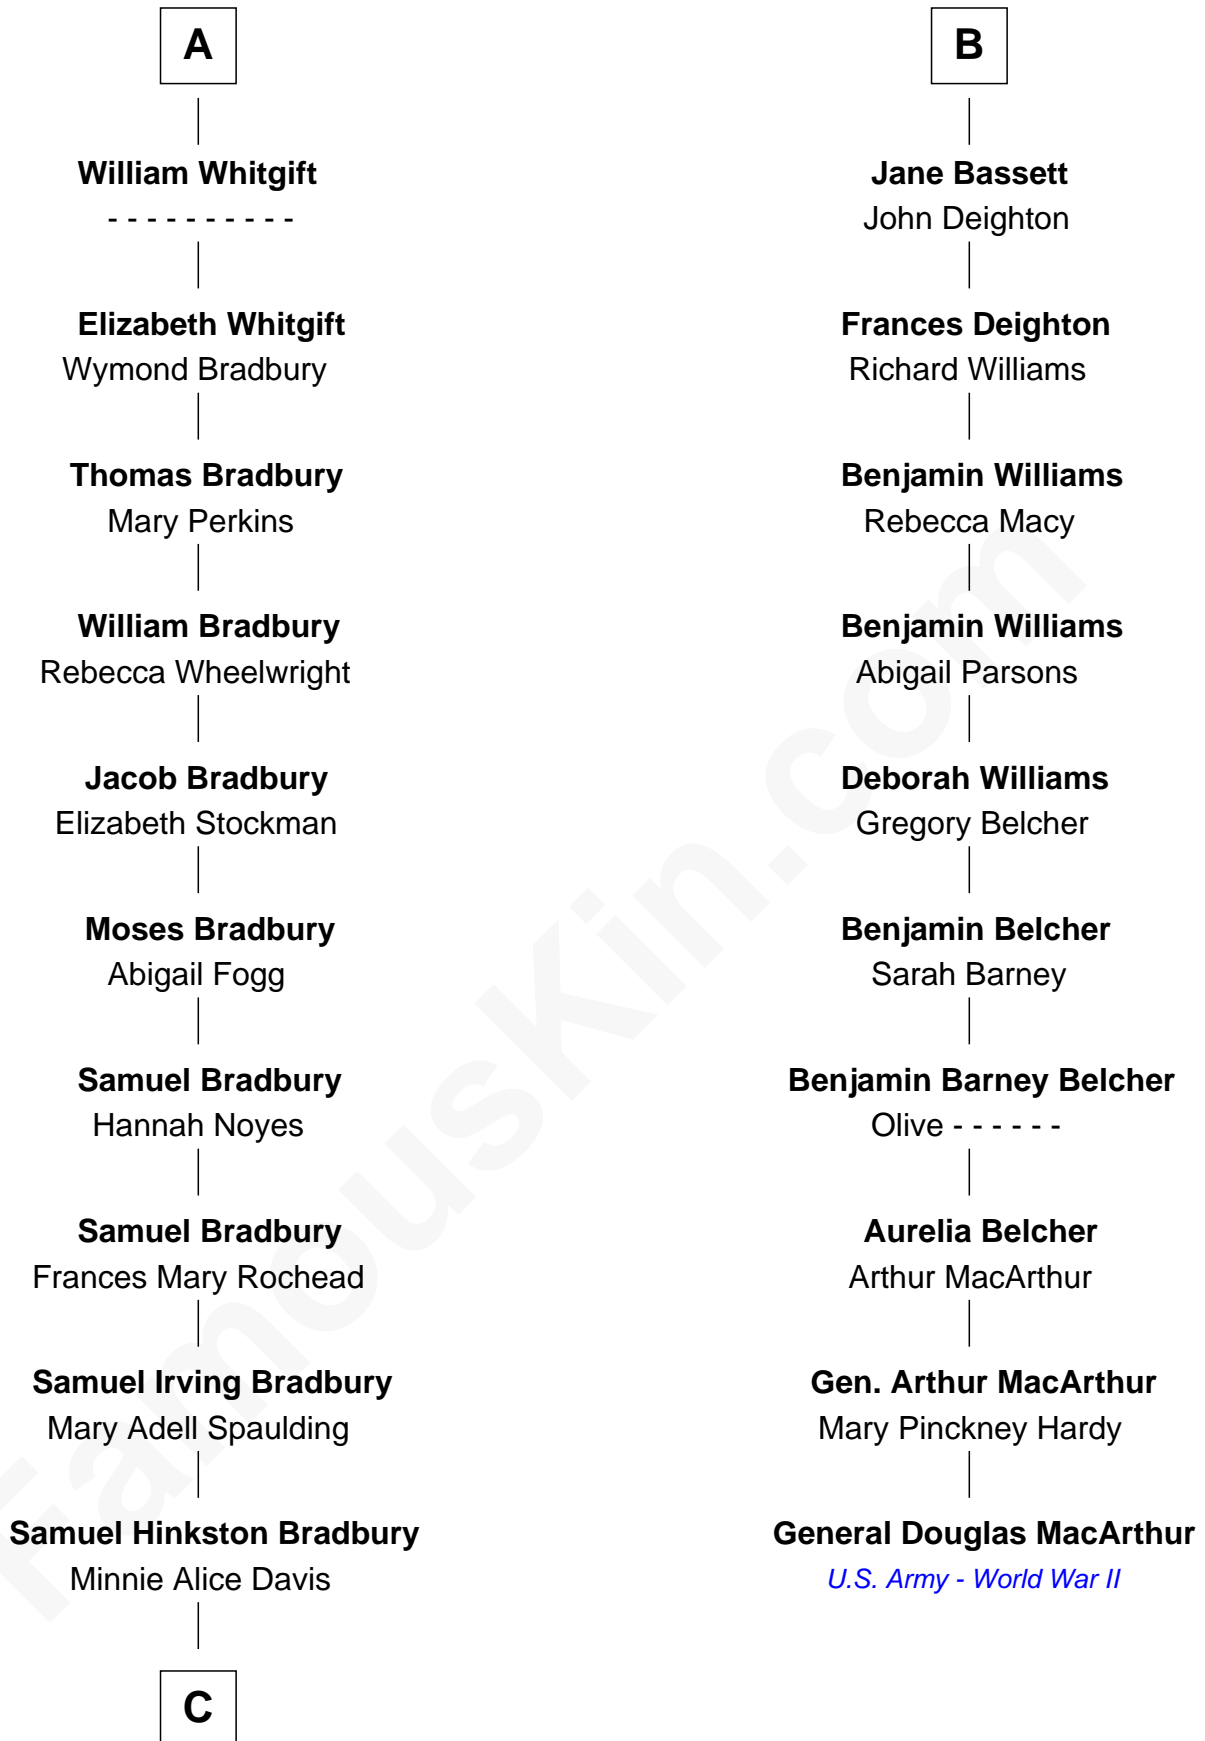 A
William Whitgift
- - - - - - - - - -
Elizabeth Whitgift
Wymond Bradbury
Thomas Bradbury
Mary Perkins
William Bradbury
Rebecca Wheelwright
Jacob Bradbury
Elizabeth Stockman
Moses Bradbury
Abigail Fogg
Samuel Bradbury
Hannah Noyes
Samuel Bradbury
Frances Mary Rochead
Samuel Irving Bradbury
Mary Adell Spaulding
Samuel Hinkston Bradbury
Minnie Alice Davis
C
B
Jane Bassett
John Deighton
Frances Deighton
Richard Williams
Benjamin Williams
Rebecca Macy
Benjamin Williams
Abigail Parsons
Deborah Williams
Gregory Belcher
Benjamin Belcher
Sarah Barney
Benjamin Barney Belcher
Olive - - - - - -
Aurelia Belcher
Arthur MacArthur
Gen. Arthur MacArthur
Mary Pinckney Hardy
General Douglas MacArthur
U.S. Army - World War II
FamousKin.com